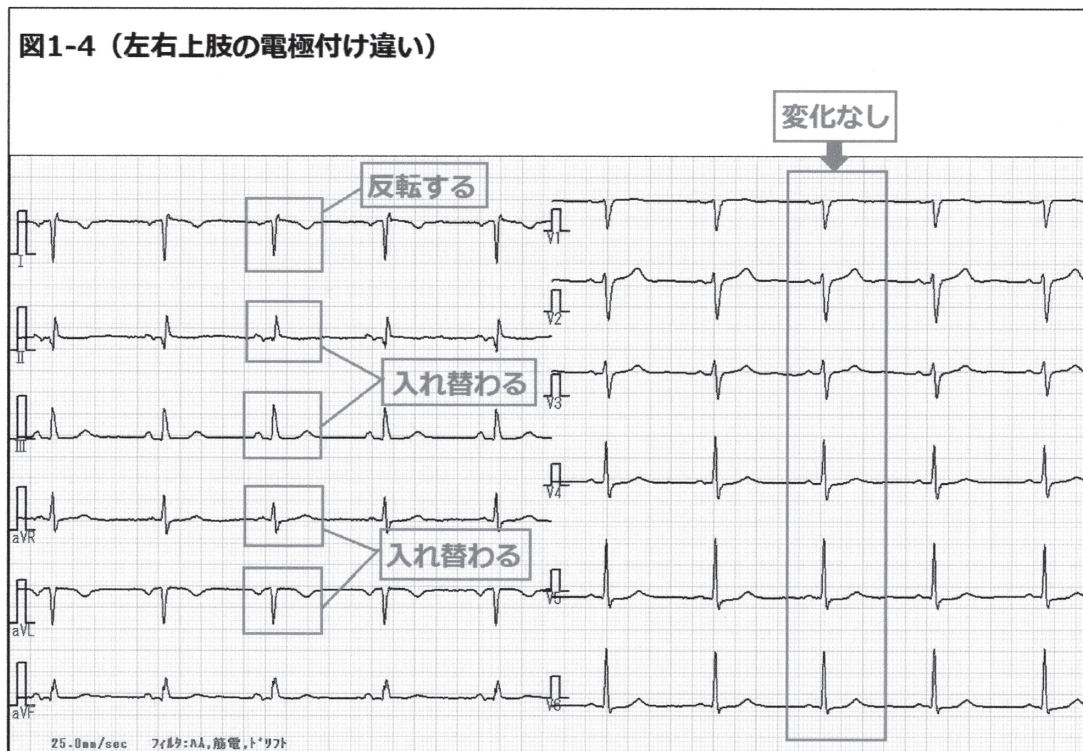 図1-4（左右上肢の電極付け違い）
変化なし
反転する
I
V1
II
V2
入れ替わる
V3
III
V4
aVR
入れ替わる
V5
aVL
V6
aVF
25.0mm/sec フィルタ:ハム,筋電,ドリフト